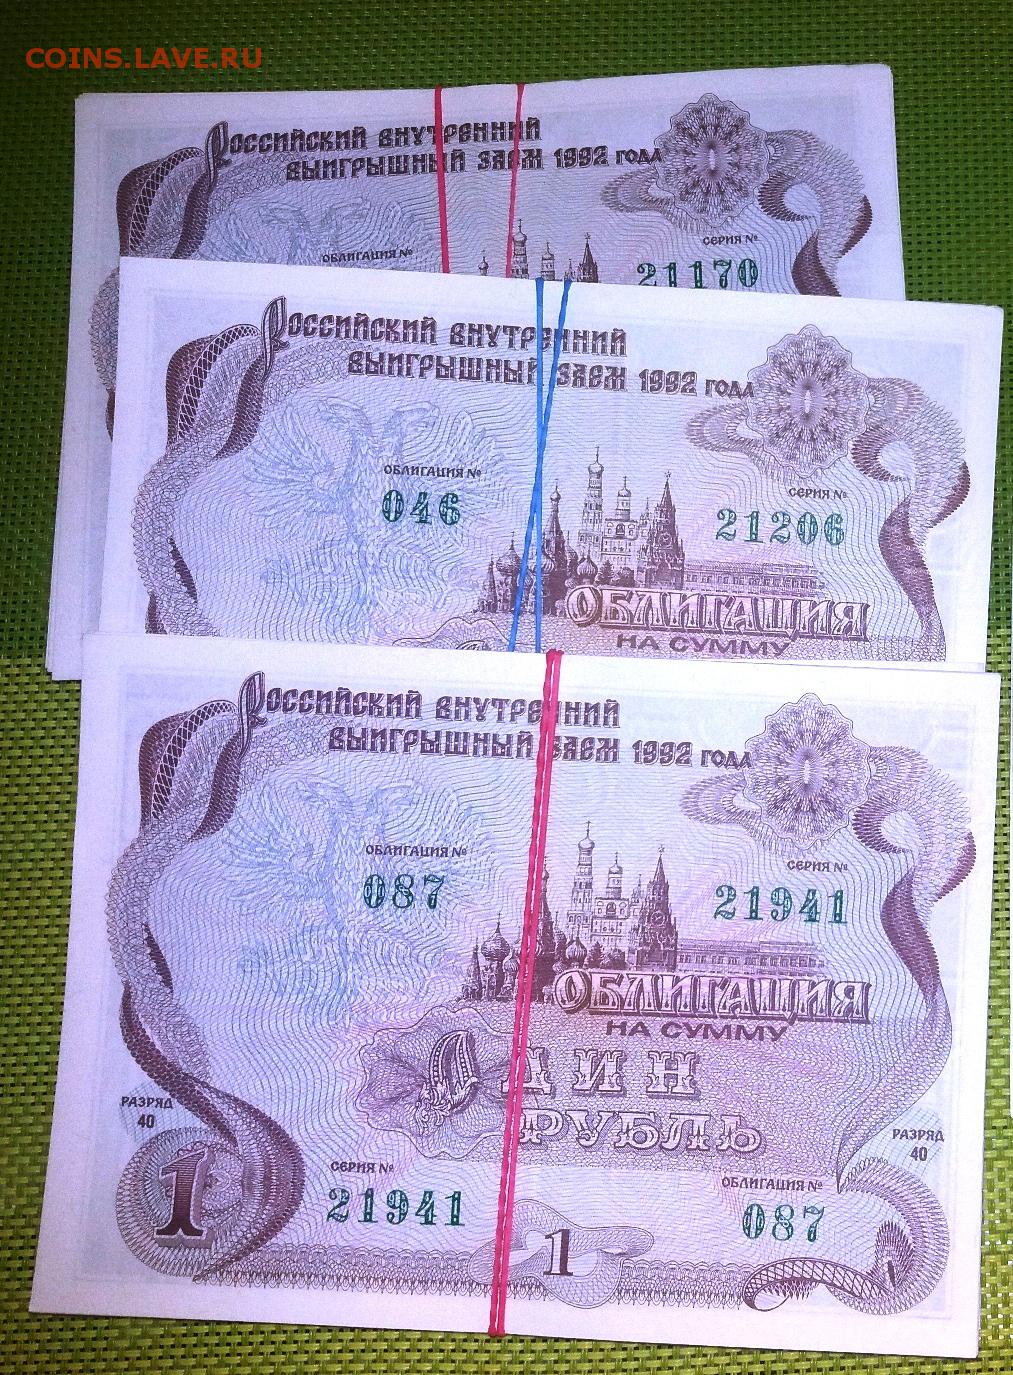 COINS.LAVE.RU
Российский внутренний
выигрышный заем 1992 года
ОБЛИГАЦИЯ №
СЕРИЯ №
21170
Российский внутренний
выигрышный заем 1992 года
ОБЛИГАЦИЯ №
046
СЕРИЯ №
21206
ОБЛИГАЦИЯ
НА СУММУ
Российский внутренний
выигрышный заем 1992 года
ОБЛИГАЦИЯ №
087
СЕРИЯ №
21941
ОБЛИГАЦИЯ
НА СУММУ
ОДИН
РУБЛЬ
РАЗРЯД
40
РАЗРЯД
40
1
СЕРИЯ №
21941
1
ОБЛИГАЦИЯ №
087